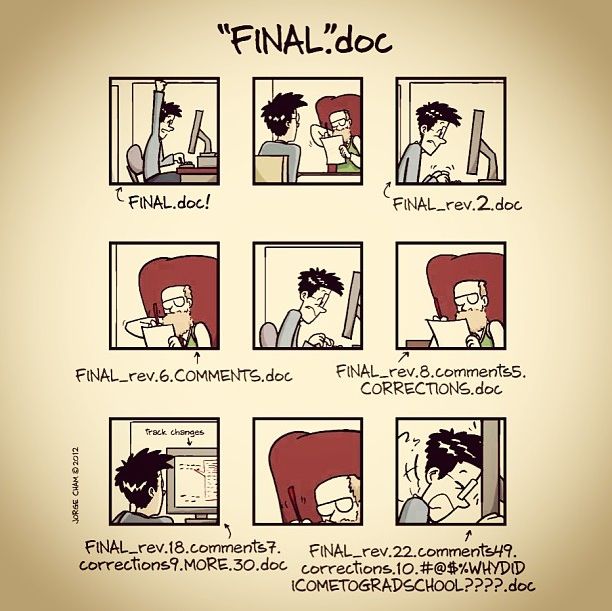 "FINAL".doc
FINAL.doc!
FINAL_rev.2.doc
FINAL_rev.6.COMMENTS.doc
FINAL_rev.8.comments5.
CORRECTIONS.doc
track changes
FINAL_rev.18.comments7.
corrections9.MORE.30.doc
FINAL_rev.22.comments49.
corrections.10.#@$%WHYDID
iCOMETOGRADSCHOOL????.doc
JORGE CHAM © 2012